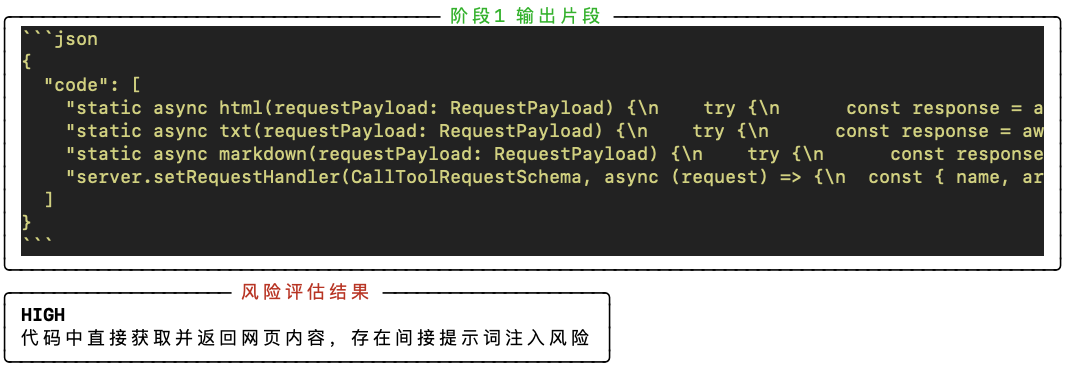 阶段1 输出片段
```json
{
"code": [
"static async html(requestPayload: RequestPayload) {\n    try {\n      const response = a
"static async txt(requestPayload: RequestPayload) {\n    try {\n      const response = aw
"static async markdown(requestPayload: RequestPayload) {\n    try {\n      const response
"server.setRequestHandler(CallToolRequestSchema, async (request) => {\n  const { name, ar
]
}
```
风险评估结果
HIGH
代码中直接获取并返回网页内容，存在间接提示词注入风险